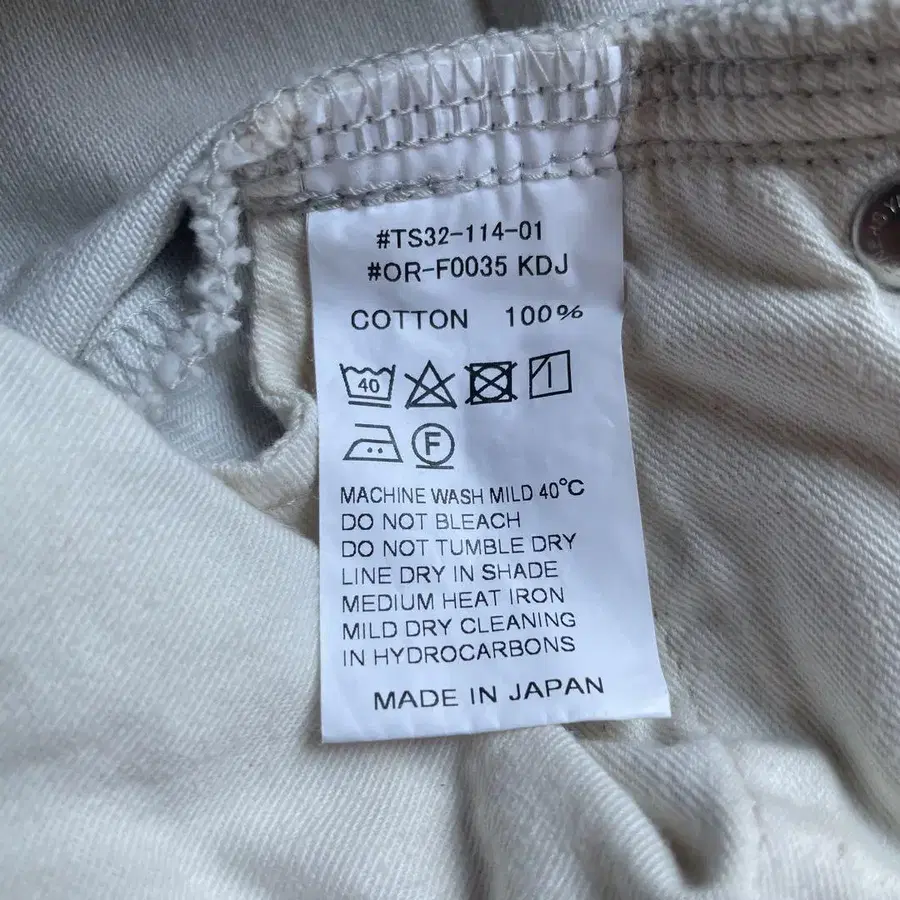 #TS32-114-01
#OR-F0035 KDJ
COTTON 100%
40
F
MACHINE WASH MILD 40°C
DO NOT BLEACH
DO NOT TUMBLE DRY
LINE DRY IN SHADE
MEDIUM HEAT IRON
MILD DRY CLEANING
IN HYDROCARBONS
MADE IN JAPAN